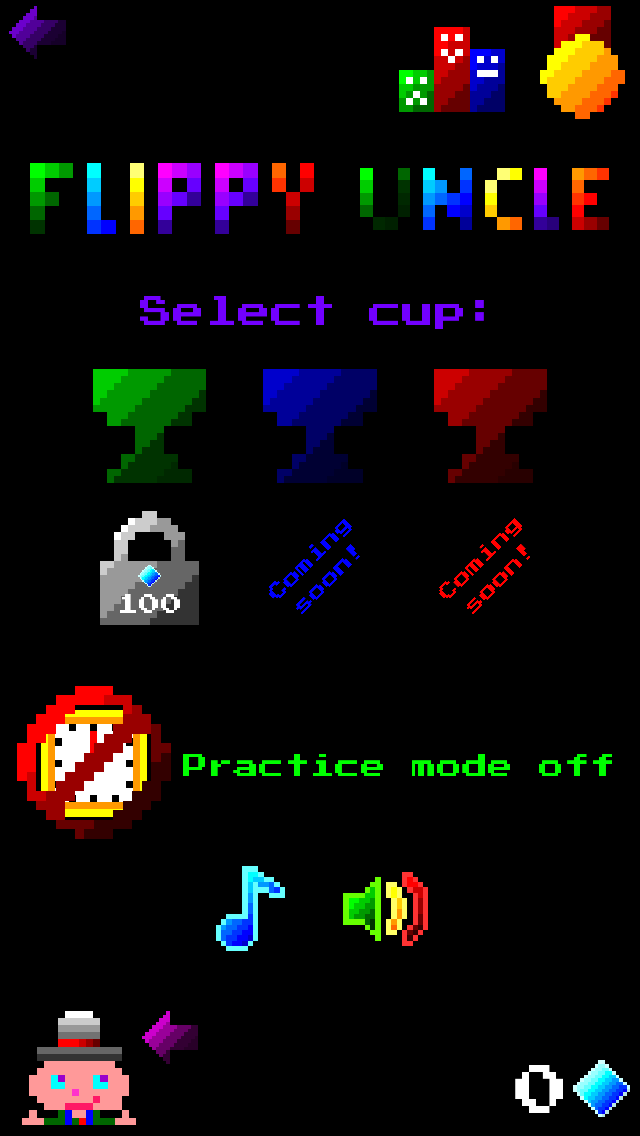 FLIPPY UNCLE
Select cup:
100
Coming
soon!
Coming
soon!
Practice mode off
0